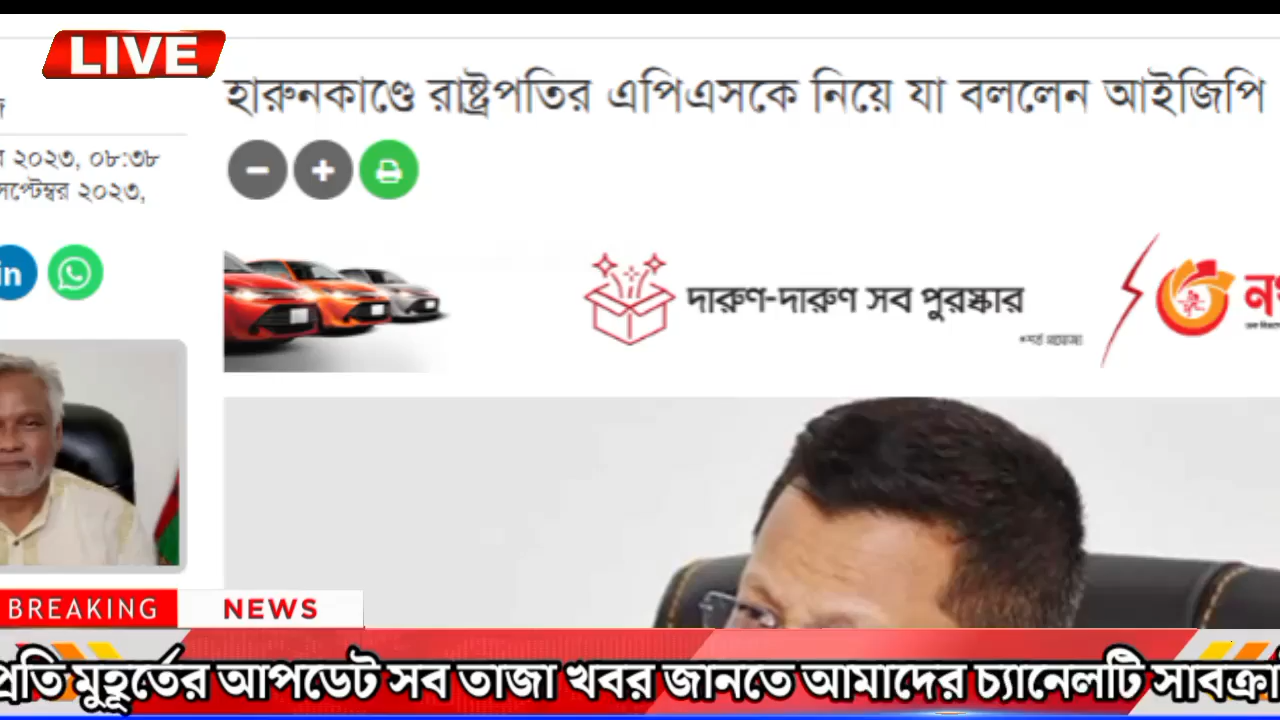 LIVE
হারুনকাণ্ডে রাষ্ট্রপতির এপিএসকে নিয়ে যা বললেন আইজিপি
২০২৩, ০৮:৩৮
সেপ্টেম্বর ২০২৩,
in
দারুণ-দারুণ সব পুরস্কার
BREAKING NEWS
প্রতি মুহূর্তের আপডেট সব তাজা খবর জানতে আমাদের চ্যানেলটি